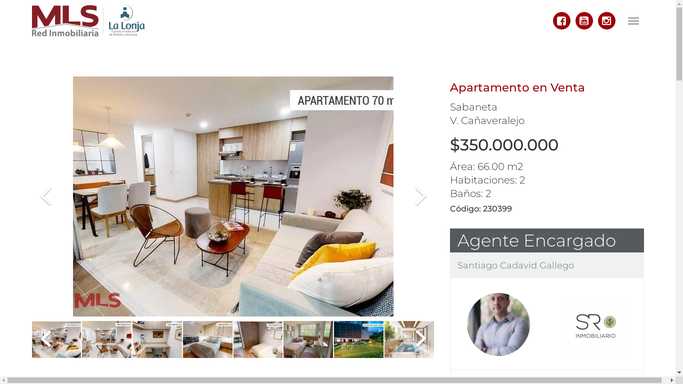 MLS
Red Inmobiliaria
La Lonja
APARTAMENTO 70 m
MLS
Apartamento en Venta
Sabaneta
V. Cañaveralejo
$350.000.000
Área: 66.00 m2
Habitaciones: 2
Baños: 2
Código: 230399
Agente Encargado
Santiago Cadavid Gallego
SR
INMOBILIARIO